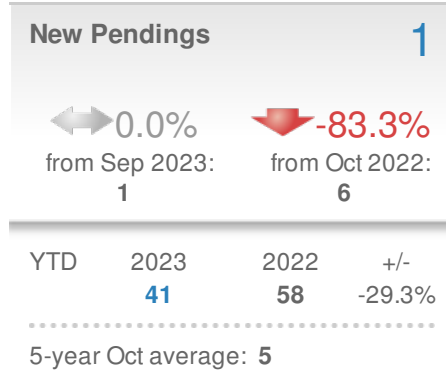 New Pendings 1
0.0% -83.3%
from Sep 2023: from Oct 2022:
1 6
YTD 2023 2022 +/-
41 58 -29.3%
5-year Oct average: 5